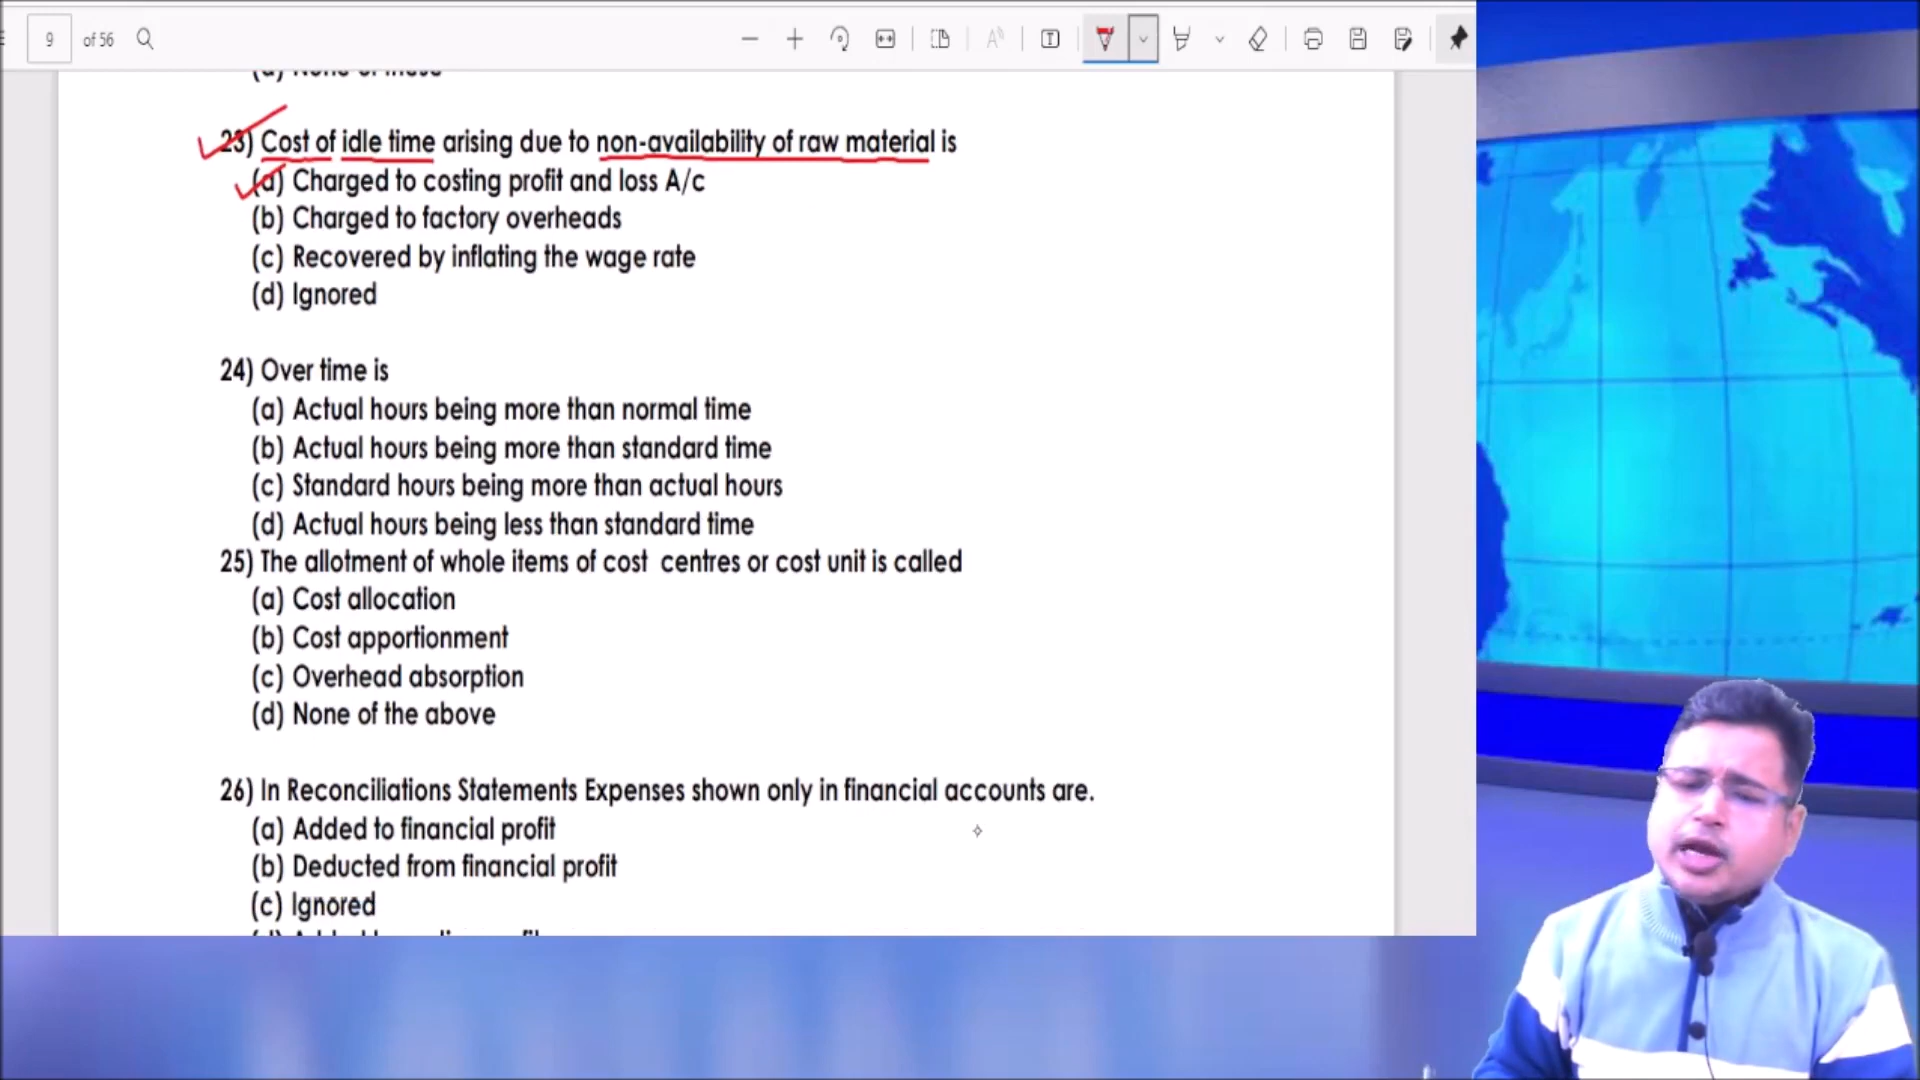 9 of 56
23) Cost of idle time arising due to non-availability of raw material is
(a) Charged to costing profit and loss A/c
(b) Charged to factory overheads
(c) Recovered by inflating the wage rate
(d) Ignored
24) Over time is
(a) Actual hours being more than normal time
(b) Actual hours being more than standard time
(c) Standard hours being more than actual hours
(d) Actual hours being less than standard time
25) The allotment of whole items of cost centres or cost unit is called
(a) Cost allocation
(b) Cost apportionment
(c) Overhead absorption
(d) None of the above
26) In Reconciliations Statements Expenses shown only in financial accounts are.
(a) Added to financial profit
(b) Deducted from financial profit
(c) Ignored